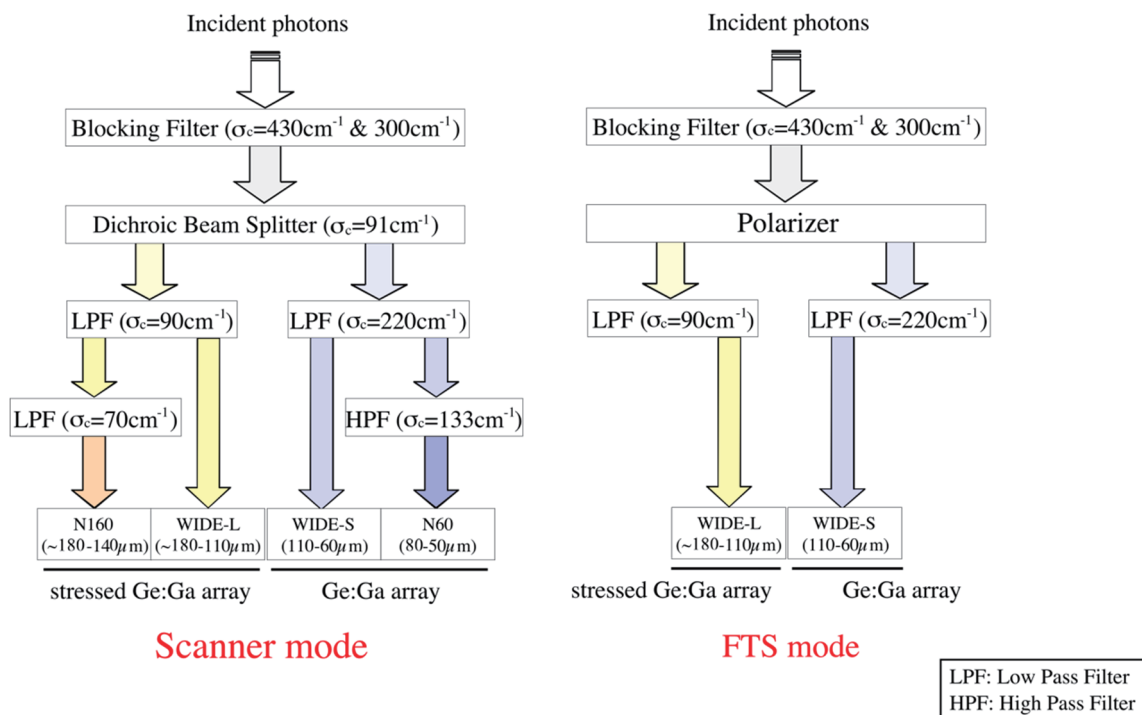 Incident photons
Blocking Filter (σc=430cm⁻¹ & 300cm⁻¹)
Dichroic Beam Splitter (σc=91cm⁻¹)
LPF (σc=90cm⁻¹)
LPF (σc=220cm⁻¹)
LPF (σc=70cm⁻¹)
HPF (σc=133cm⁻¹)
N160
(~180-140µm)
WIDE-L
(~180-110µm)
WIDE-S
(110-60µm)
N60
(80-50µm)
stressed Ge:Ga array
Ge:Ga array
Scanner mode
Incident photons
Blocking Filter (σc=430cm⁻¹ & 300cm⁻¹)
Polarizer
LPF (σc=90cm⁻¹)
LPF (σc=220cm⁻¹)
WIDE-L
(~180-110µm)
WIDE-S
(110-60µm)
stressed Ge:Ga array
Ge:Ga array
FTS mode
LPF: Low Pass Filter
HPF: High Pass Filter